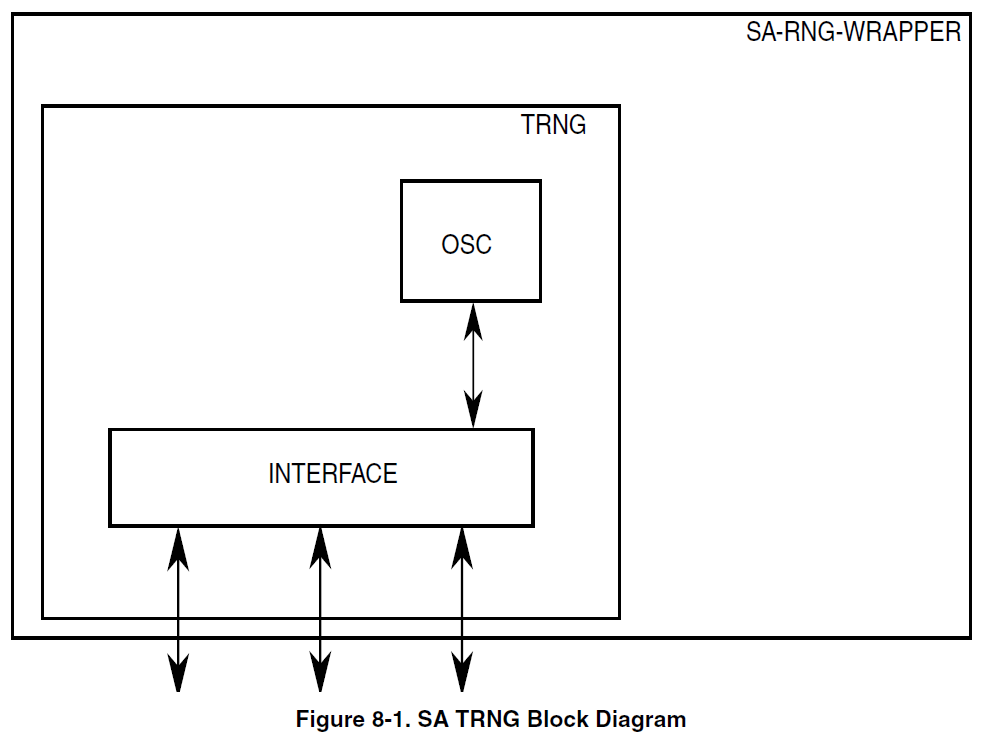 SA-RNG-WRAPPER
TRNG
OSC
INTERFACE
Figure 8-1. SA TRNG Block Diagram